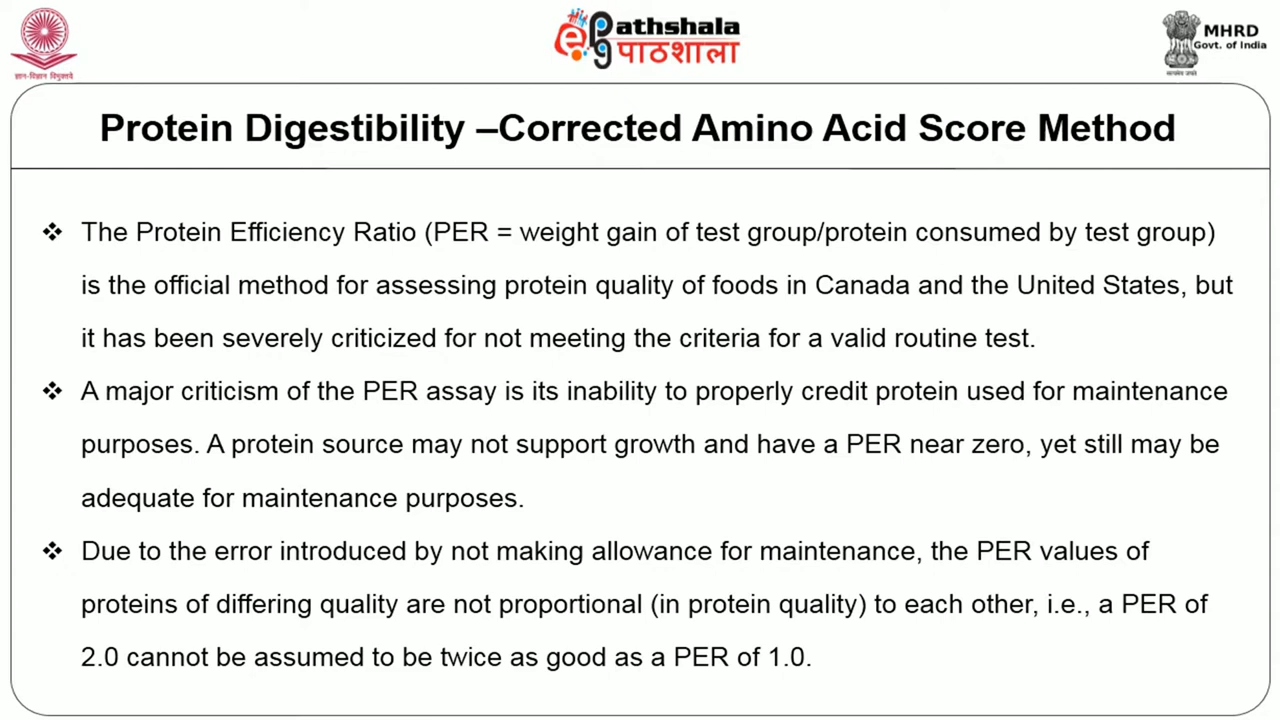 ज्ञान-विज्ञान विमुक्तये
ePathshala
पाठशाला
सत्यमेव जयते
MHRD
Govt. of India
Protein Digestibility –Corrected Amino Acid Score Method
❖ The Protein Efficiency Ratio (PER = weight gain of test group/protein consumed by test group)
is the official method for assessing protein quality of foods in Canada and the United States, but
it has been severely criticized for not meeting the criteria for a valid routine test.
❖ A major criticism of the PER assay is its inability to properly credit protein used for maintenance
purposes. A protein source may not support growth and have a PER near zero, yet still may be
adequate for maintenance purposes.
❖ Due to the error introduced by not making allowance for maintenance, the PER values of
proteins of differing quality are not proportional (in protein quality) to each other, i.e., a PER of
2.0 cannot be assumed to be twice as good as a PER of 1.0.